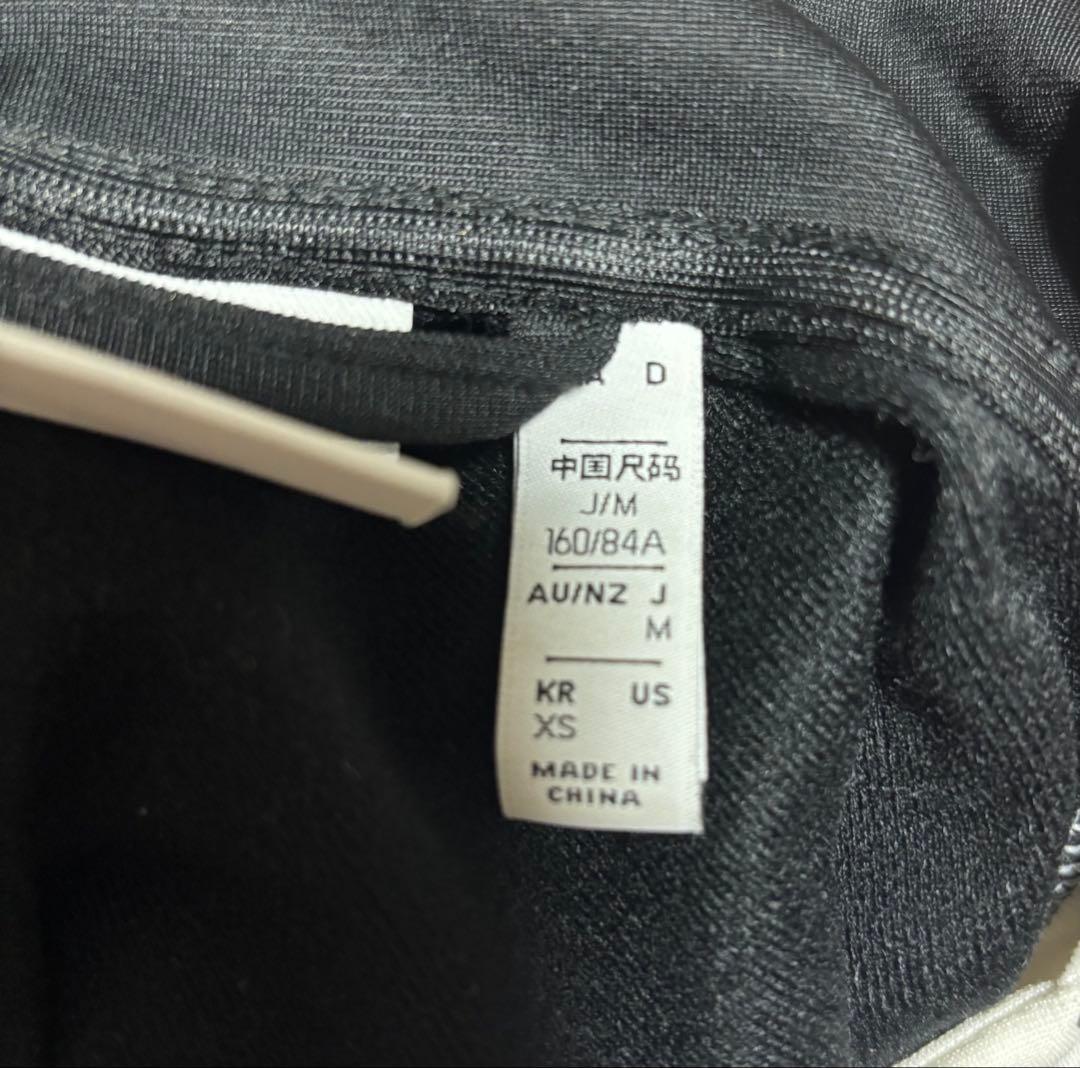 A D
中国尺码
J/M
160/84A
AU/NZ J
M
KR US
XS
MADE IN
CHINA